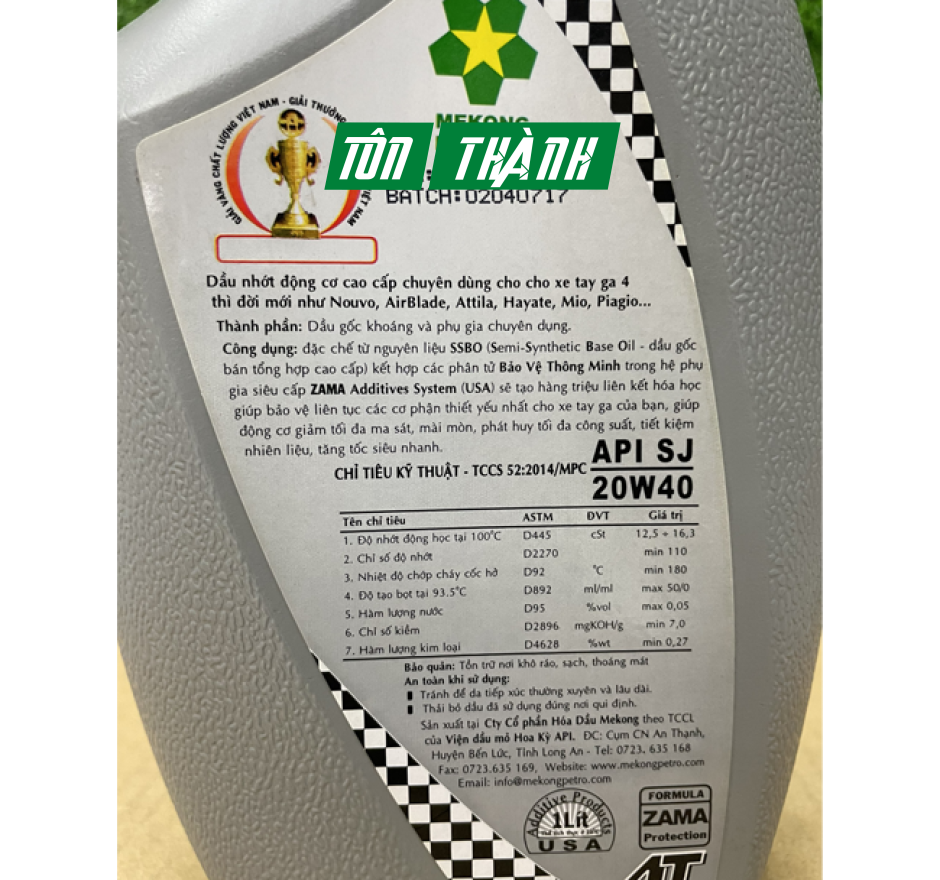 GIẢI VÀNG CHẤT LƯỢNG VIỆT NAM - GIẢI THƯỞNG
VIỆT NAM
MEKONG
TÔN THÀNH
BATCH:02040717
Dầu nhớt động cơ cao cấp chuyên dùng cho cho xe tay ga 4
thì đời mới như Nouvo, AirBlade, Attila, Hayate, Mio, Piagio...
Thành phần: Dầu gốc khoáng và phụ gia chuyên dụng.
Công dụng: đặc chế từ nguyên liệu SSBO (Semi-Synthetic Base Oil - dầu gốc
bán tổng hợp cao cấp) kết hợp các phân tử Bảo Vệ Thông Minh trong hệ phụ
gia siêu cấp ZAMA Additives System (USA) sẽ tạo hàng triệu liên kết hóa học
giúp bảo vệ liên tục các cơ phận thiết yếu nhất cho xe tay ga của bạn, giúp
động cơ giảm tối đa ma sát, mài mòn, phát huy tối đa công suất, tiết kiệm
nhiên liệu, tăng tốc siêu nhanh.
CHỈ TIÊU KỸ THUẬT - TCCS 52:2014/MPC
API SJ
20W40
Tên chỉ tiêu ASTM ĐVT Giá trị
1. Độ nhớt động học tại 100°C D445 cSt 12,5 ÷ 16,3
2. Chỉ số độ nhớt D2270 min 110
3. Nhiệt độ chớp cháy cốc hở D92 °C min 180
4. Độ tạo bọt tại 93.5°C D892 ml/ml max 50/0
5. Hàm lượng nước D95 %vol max 0,05
6. Chỉ số kiềm D2896 mgKOH/g min 7,0
7. Hàm lượng kim loại D4628 %wt min 0,27
Bảo quản: Tồn trữ nơi khô ráo, sạch, thoáng mát
An toàn khi sử dụng:
Tránh để da tiếp xúc thường xuyên và lâu dài.
Thải bỏ dầu đã sử dụng đúng nơi qui định.
Sản xuất tại Cty Cổ phần Hóa Dầu Mekong theo TCCL
của Viện dầu mỏ Hoa Kỳ API. ĐC: Cụm CN An Thạnh,
Huyện Bến Lức, Tỉnh Long An - Tel: 0723. 635 168
Fax: 0723.635 169, Website: www.mekongpetro.com
Email: info@mekongpetro.com
Additive Products
1Lít
USA
FORMULA
ZAMA
Protection
AT